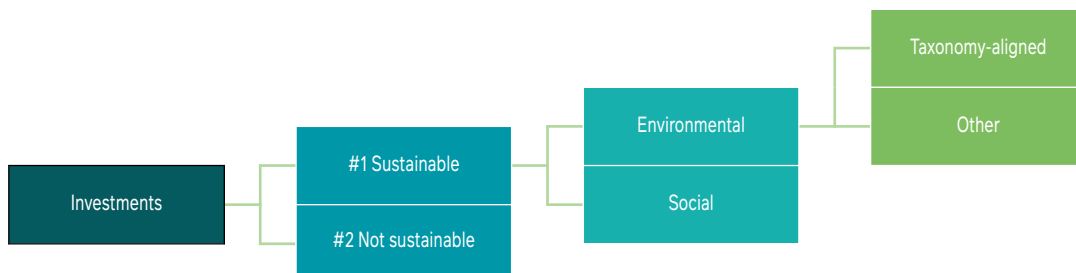 Investments
#1 Sustainable
#2 Not sustainable
Environmental
Social
Taxonomy-aligned
Other